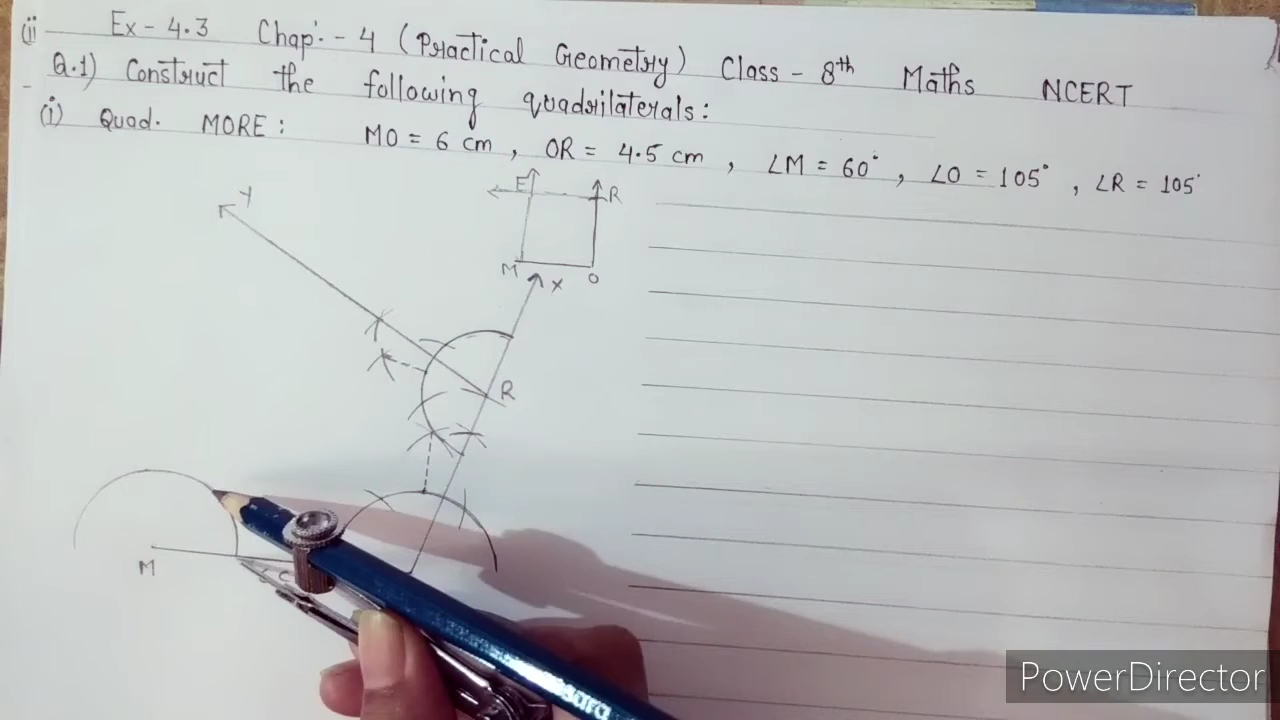 (ii) Ex - 4.3 Chap:- 4 (Practical Geometry) Class - 8th Maths NCERT
Q.1) Construct the following quadrilaterals:
(i) Quad. MORE: MO = 6 cm, OR = 4.5 cm, ∠M = 60°, ∠O = 105°, ∠R = 105°
E R
M O
Y
X
R
M
PowerDirector